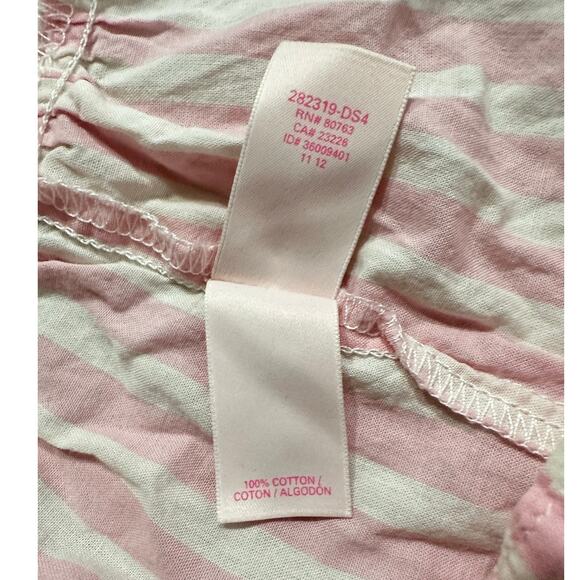 282319-DS4
RN# 80763
CA# 23226
ID# 36009401
11 12
100% COTTON /
COTON / ALGODÓN